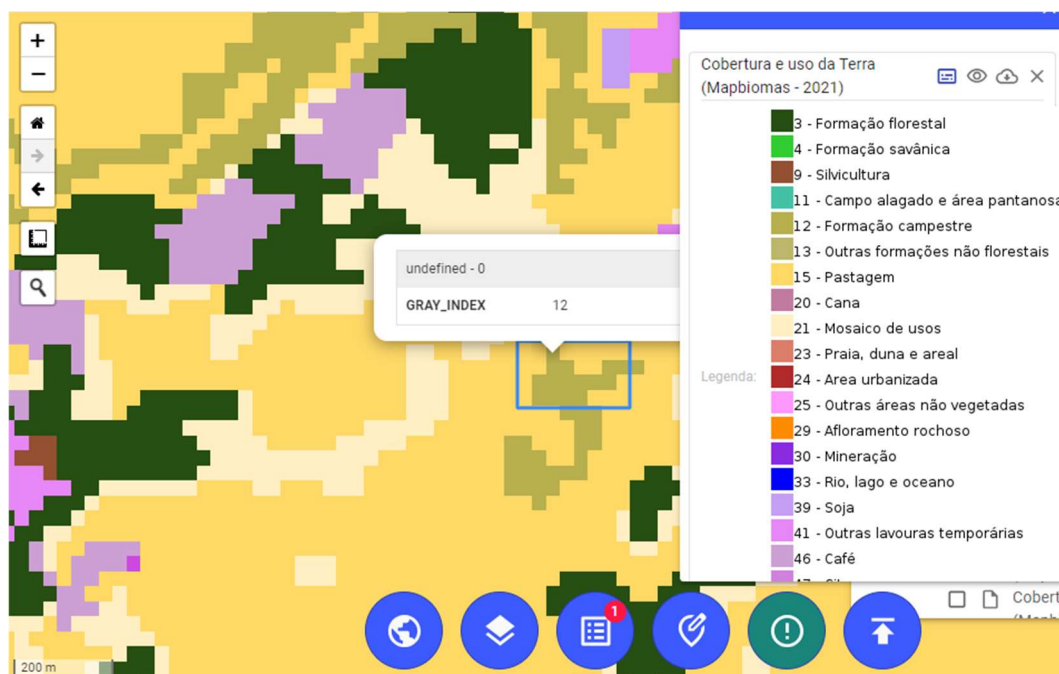 +
−
undefined - 0
GRAY_INDEX 12
200 m
1
Cobertura e uso da Terra
(Mapbiomas - 2021)
Legenda:
3 - Formação florestal
4 - Formação savânica
9 - Silvicultura
11 - Campo alagado e área pantanosa
12 - Formação campestre
13 - Outras formações não florestais
15 - Pastagem
20 - Cana
21 - Mosaico de usos
23 - Praia, duna e areal
24 - Area urbanizada
25 - Outras áreas não vegetadas
29 - Afloramento rochoso
30 - Mineração
33 - Rio, lago e oceano
39 - Soja
41 - Outras lavouras temporárias
46 - Café
Cobert